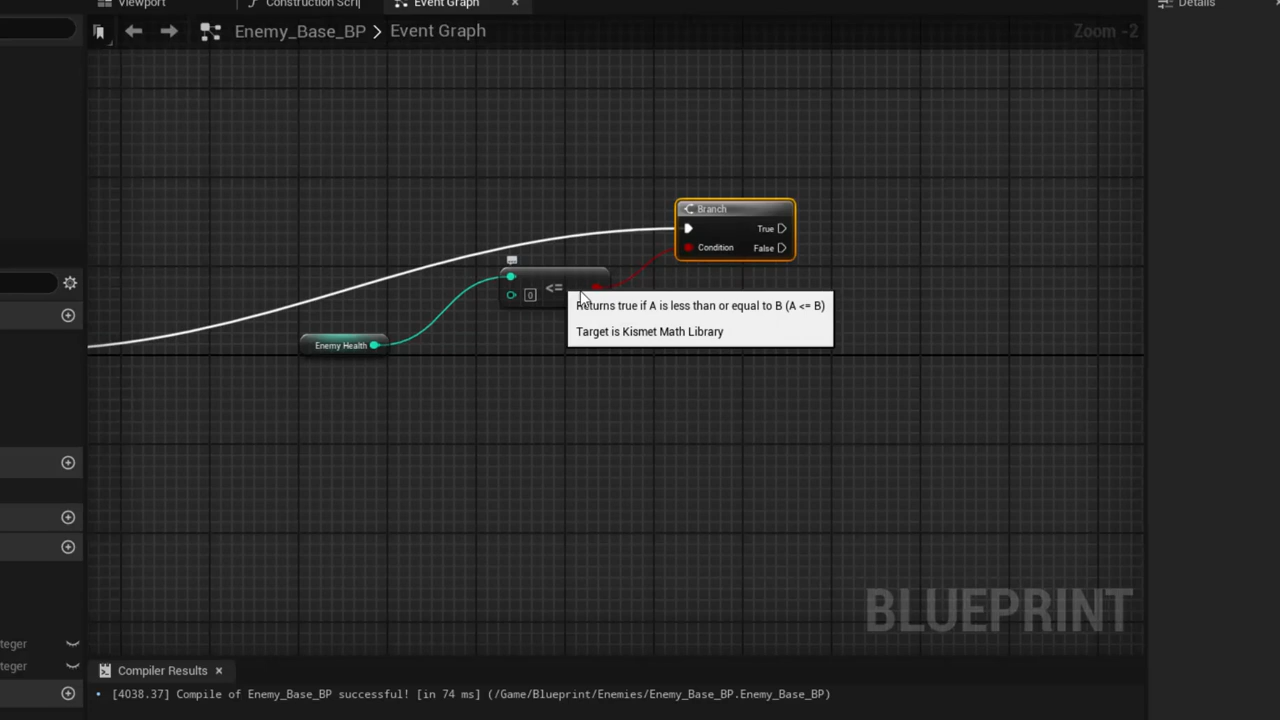 Viewport
Construction Scrip
Event Graph
×
Details
Enemy_Base_BP > Event Graph
Zoom -2
Branch
True
Condition
False
0
<=
Enemy Health
Returns true if A is less than or equal to B (A <= B)
Target is Kismet Math Library
BLUEPRINT
teger
teger
Compiler Results ×
• [4038.37] Compile of Enemy_Base_BP successful! [in 74 ms] (/Game/Blueprint/Enemies/Enemy_Base_BP.Enemy_Base_BP)